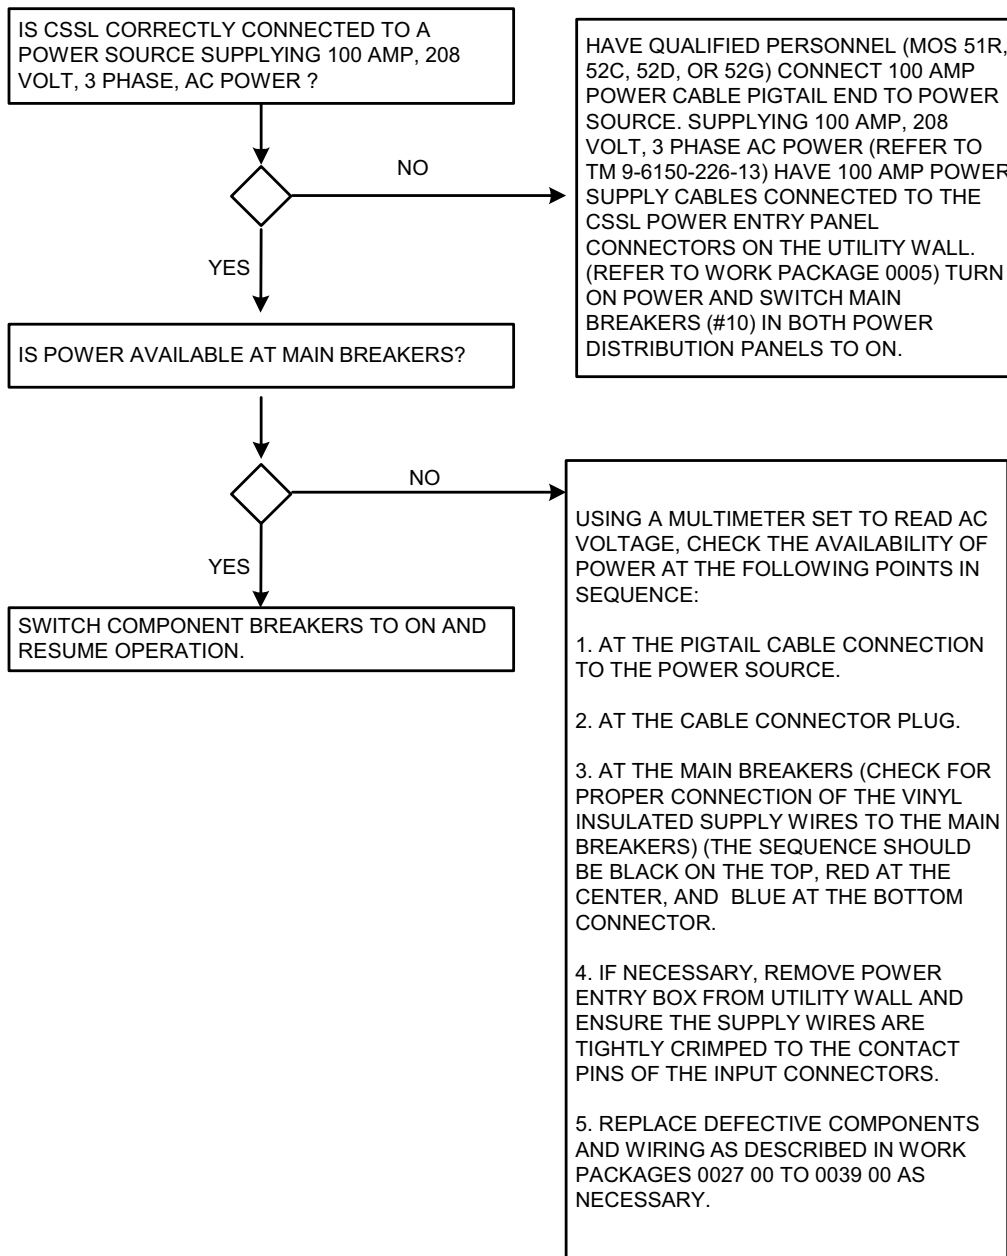 IS CSSL CORRECTLY CONNECTED TO A
POWER SOURCE SUPPLYING 100 AMP, 208
VOLT, 3 PHASE, AC POWER ?
NO
HAVE QUALIFIED PERSONNEL (MOS 51R,
52C, 52D, OR 52G) CONNECT 100 AMP
POWER CABLE PIGTAIL END TO POWER
SOURCE. SUPPLYING 100 AMP, 208
VOLT, 3 PHASE AC POWER (REFER TO
TM 9-6150-226-13) HAVE 100 AMP POWER
SUPPLY CABLES CONNECTED TO THE
CSSL POWER ENTRY PANEL
CONNECTORS ON THE UTILITY WALL.
(REFER TO WORK PACKAGE 0005) TURN
ON POWER AND SWITCH MAIN
BREAKERS (#10) IN BOTH POWER
DISTRIBUTION PANELS TO ON.
YES
IS POWER AVAILABLE AT MAIN BREAKERS?
NO
USING A MULTIMETER SET TO READ AC
VOLTAGE, CHECK THE AVAILABILITY OF
POWER AT THE FOLLOWING POINTS IN
SEQUENCE:
1. AT THE PIGTAIL CABLE CONNECTION
TO THE POWER SOURCE.
2. AT THE CABLE CONNECTOR PLUG.
3. AT THE MAIN BREAKERS (CHECK FOR
PROPER CONNECTION OF THE VINYL
INSULATED SUPPLY WIRES TO THE MAIN
BREAKERS) (THE SEQUENCE SHOULD
BE BLACK ON THE TOP, RED AT THE
CENTER, AND BLUE AT THE BOTTOM
CONNECTOR.
4. IF NECESSARY, REMOVE POWER
ENTRY BOX FROM UTILITY WALL AND
ENSURE THE SUPPLY WIRES ARE
TIGHTLY CRIMPED TO THE CONTACT
PINS OF THE INPUT CONNECTORS.
5. REPLACE DEFECTIVE COMPONENTS
AND WIRING AS DESCRIBED IN WORK
PACKAGES 0027 00 TO 0039 00 AS
NECESSARY.
YES
SWITCH COMPONENT BREAKERS TO ON AND
RESUME OPERATION.